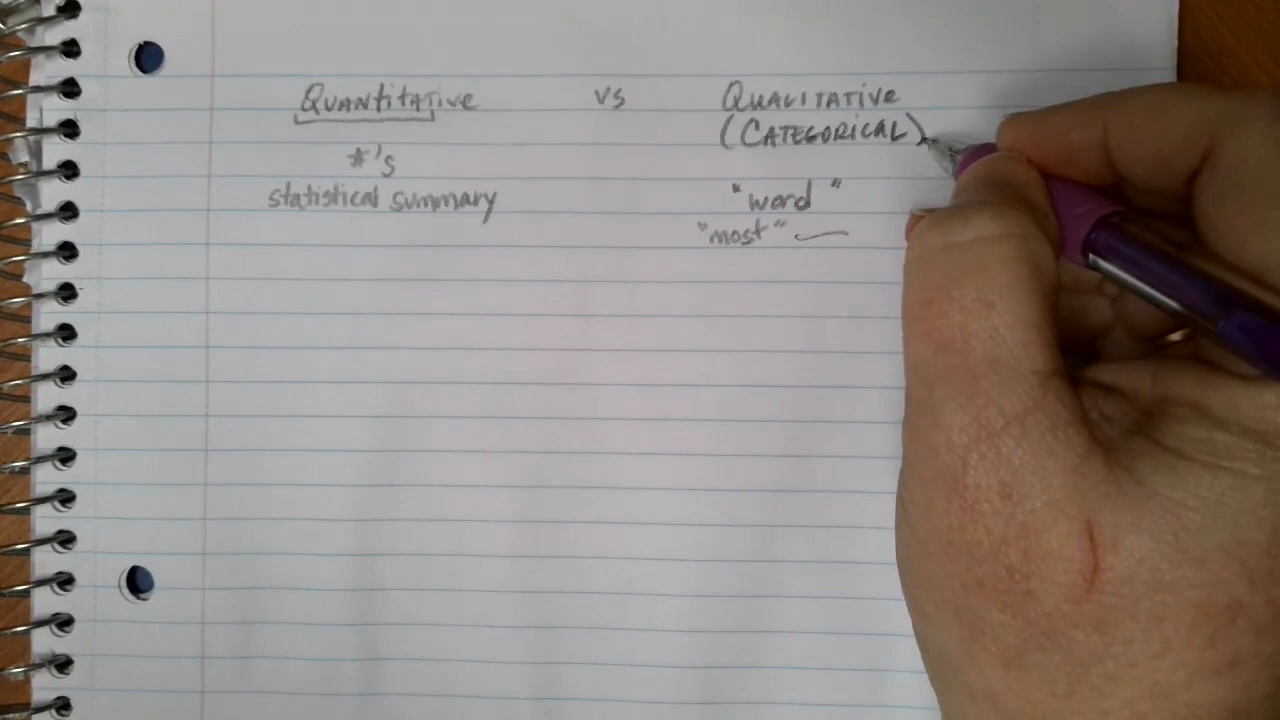 Quantitative vs Qualitative
(Categorical)
#'s
statistical summary
"word"
"most"